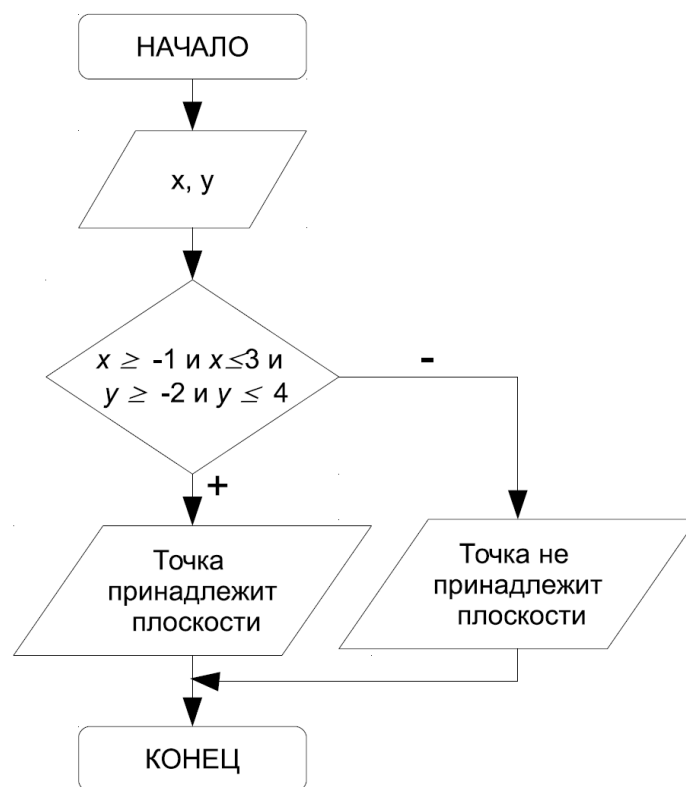 НАЧАЛО
x, y
x ≥ -1 и x≤3 и
y ≥ -2 и y ≤ 4
-
+
Точка
принадлежит
плоскости
Точка не
принадлежит
плоскости
КОНЕЦ